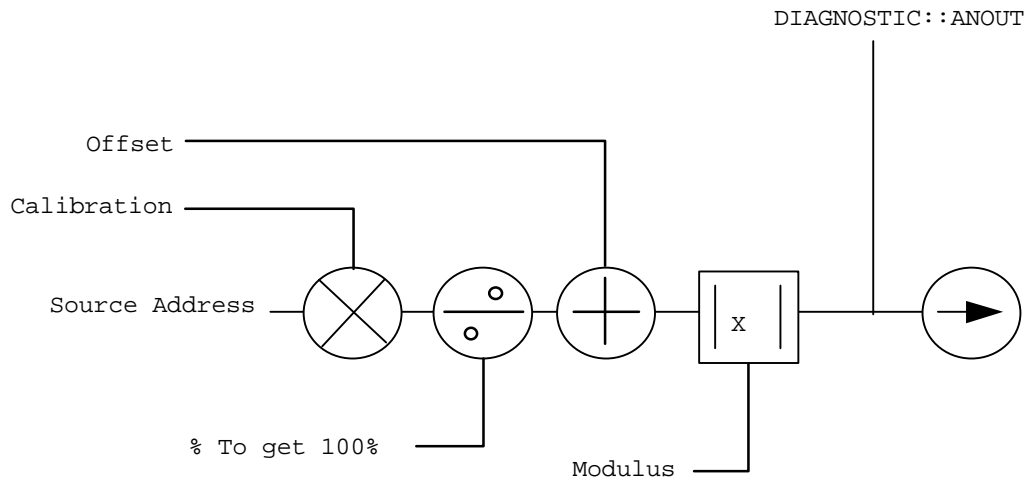 DIAGNOSTIC::ANOUT
Offset
Calibration
Source Address
X
% To get 100%
Modulus